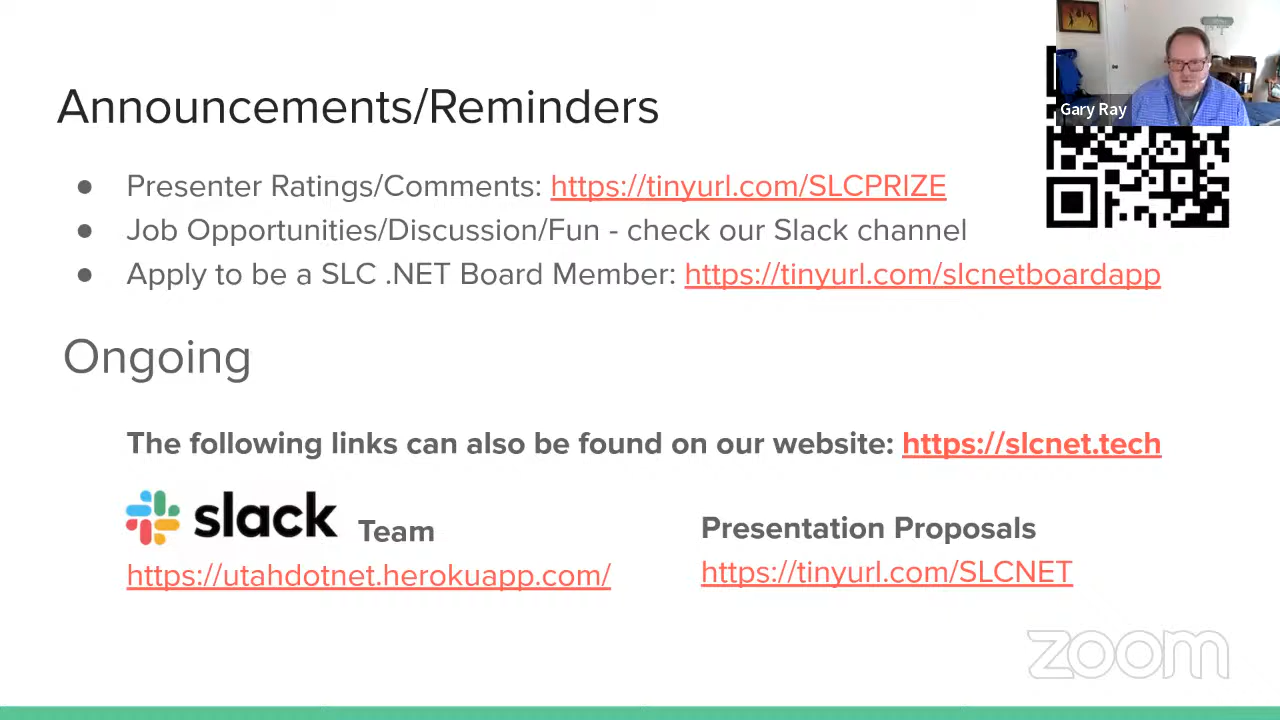 Announcements/Reminders
Gary Ray
● Presenter Ratings/Comments: https://tinyurl.com/SLCPRIZE
● Job Opportunities/Discussion/Fun - check our Slack channel
● Apply to be a SLC .NET Board Member: https://tinyurl.com/slcnetboardapp
Ongoing
The following links can also be found on our website: https://slcnet.tech
slack Team
https://utahdotnet.herokuapp.com/
Presentation Proposals
https://tinyurl.com/SLCNET
zoom